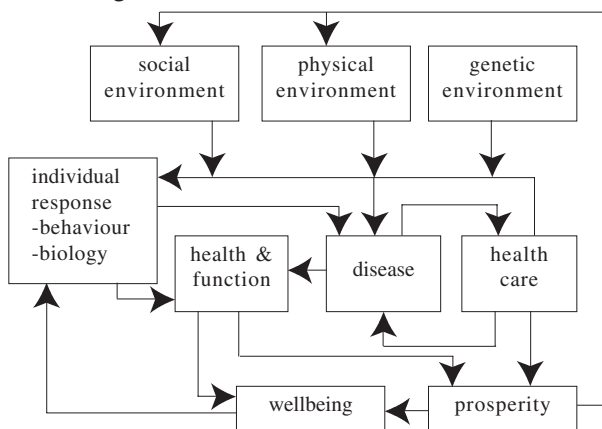 social
environment
physical
environment
genetic
environment
individual
response
-behaviour
-biology
health &
function
disease
health
care
wellbeing
prosperity